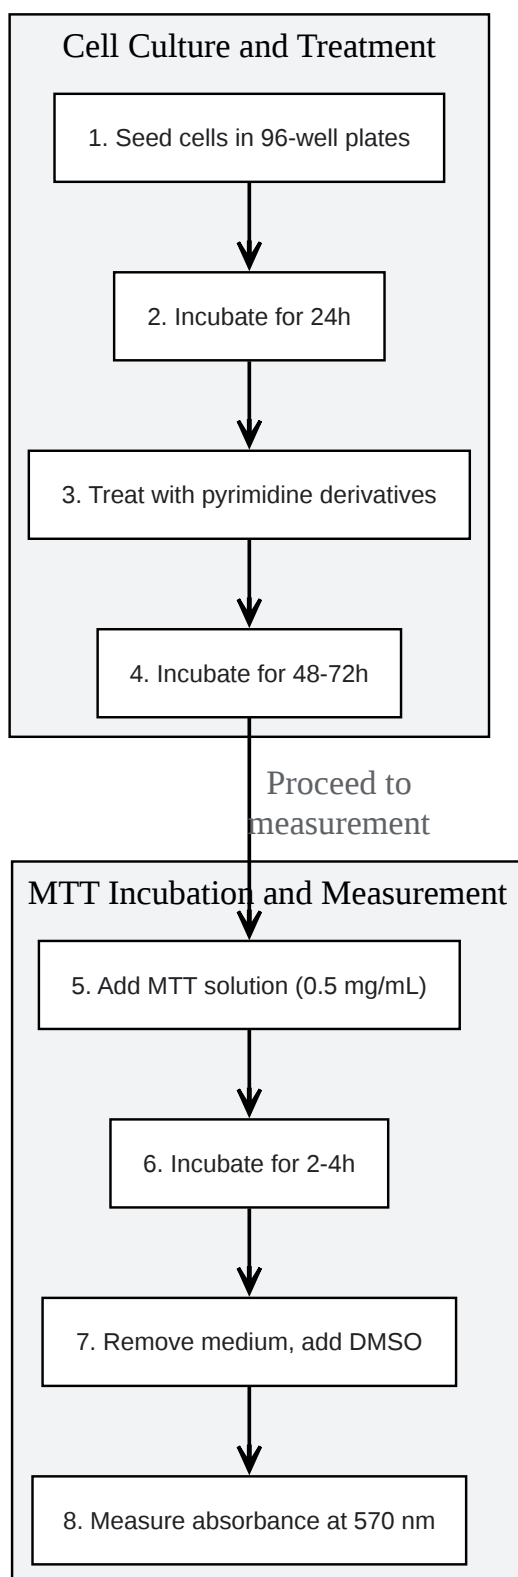 Cell Culture and Treatment
1. Seed cells in 96-well plates
2. Incubate for 24h
3. Treat with pyrimidine derivatives
4. Incubate for 48-72h
Proceed to
measurement
MTT Incubation and Measurement
5. Add MTT solution (0.5 mg/mL)
6. Incubate for 2-4h
7. Remove medium, add DMSO
8. Measure absorbance at 570 nm